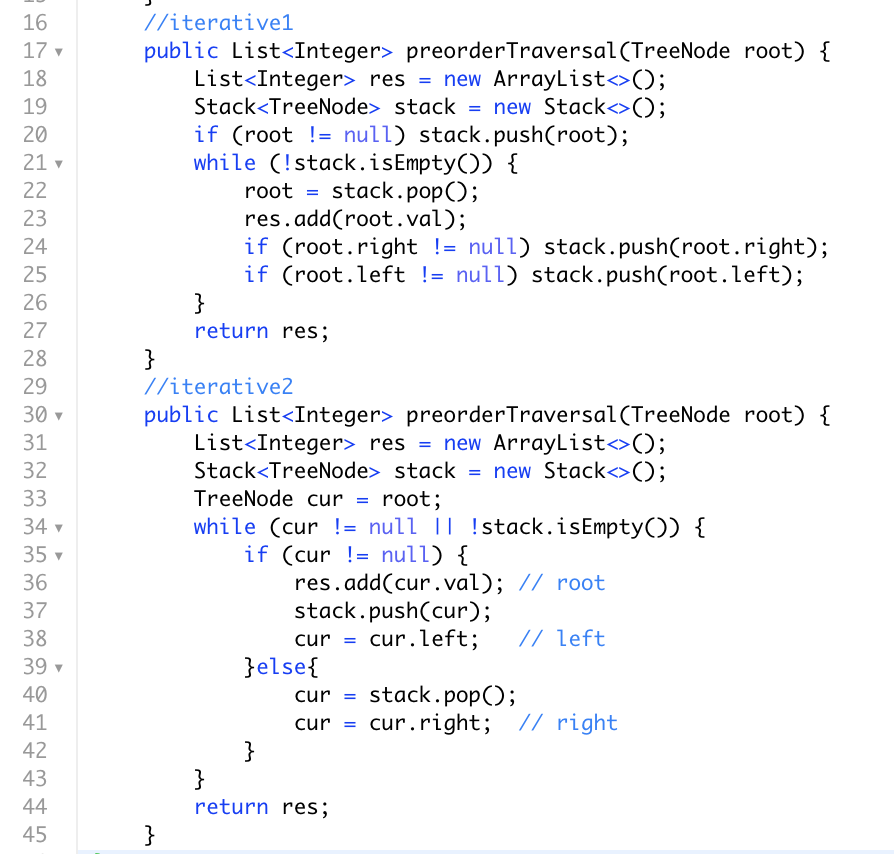 16 //iterative1
17 public List<Integer> preorderTraversal(TreeNode root) {
18 List<Integer> res = new ArrayList<>();
19 Stack<TreeNode> stack = new Stack<>();
20 if (root != null) stack.push(root);
21 while (!stack.isEmpty()) {
22 root = stack.pop();
23 res.add(root.val);
24 if (root.right != null) stack.push(root.right);
25 if (root.left != null) stack.push(root.left);
26 }
27 return res;
28 }
29 //iterative2
30 public List<Integer> preorderTraversal(TreeNode root) {
31 List<Integer> res = new ArrayList<>();
32 Stack<TreeNode> stack = new Stack<>();
33 TreeNode cur = root;
34 while (cur != null || !stack.isEmpty()) {
35 if (cur != null) {
36 res.add(cur.val); // root
37 stack.push(cur);
38 cur = cur.left;   // left
39 }else{
40 cur = stack.pop();
41 cur = cur.right;  // right
42 }
43 }
44 return res;
45 }